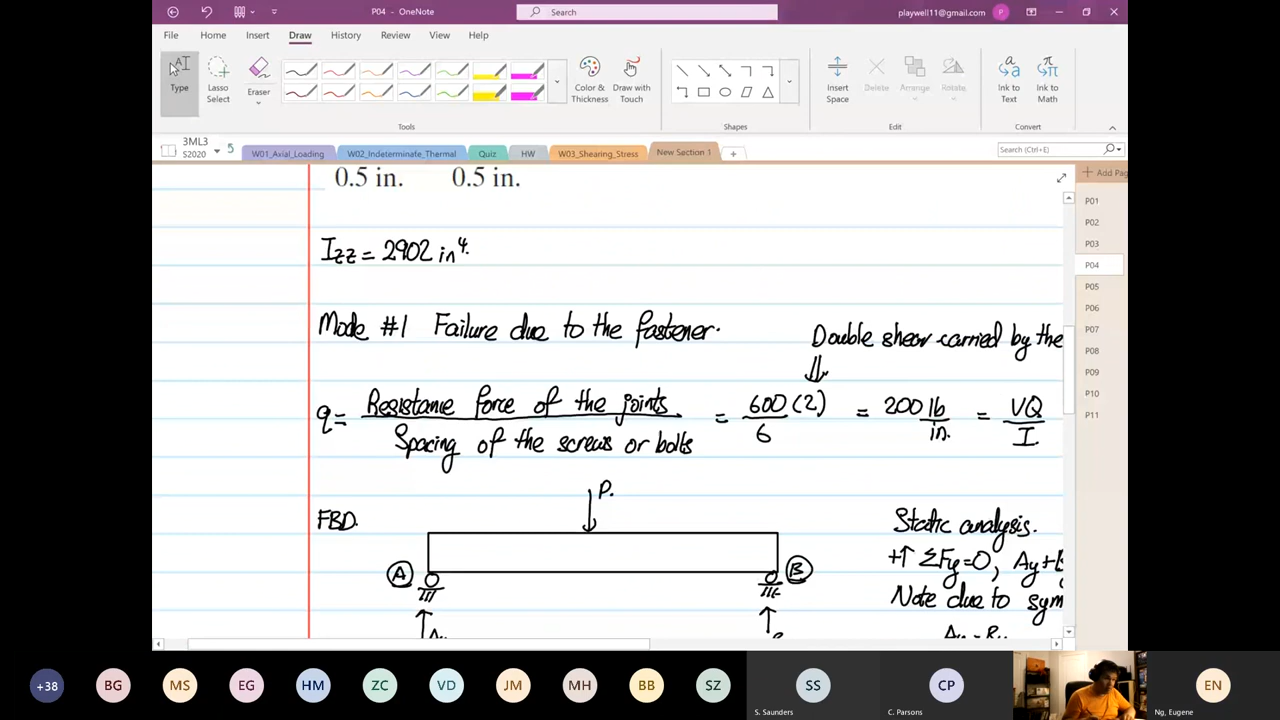 P04 - OneNote
Search
playwell11@gmail.com
P
File Home Insert Draw History Review View Help
Type
Lasso Select
Eraser
Color & Thickness
Draw with Touch
Insert Space
Delete
Arrange
Rotate
Ink to Text
Ink to Math
Tools
Shapes
Edit
Convert
3ML3 S2020
5
W01_Axial_Loading
W02_Indeterminate_Thermal
Quiz
HW
W03_Shearing_Stress
New Section 1
+
Search (Ctrl+E)
+ Add Pag
P01
P02
P03
P04
P05
P06
P07
P08
P09
P10
P11
0.5 in. 0.5 in.
Izz = 2902 in⁴.
Mode #1 Failure due to the fastener.
Double shear carried by the
q = Resistance force of the joints / Spacing of the screws or bolts = 600(2) / 6 = 200 lb/in. = VQ / I
P.
FBD.
A
B
Static analysis.
+↑ ΣFy=0, Ay+
Note due to sym
+38
BG
MS
EG
HM
ZC
VD
JM
MH
BB
SZ
SS
S. Saunders
CP
C. Parsons
EN
Ng, Eugene